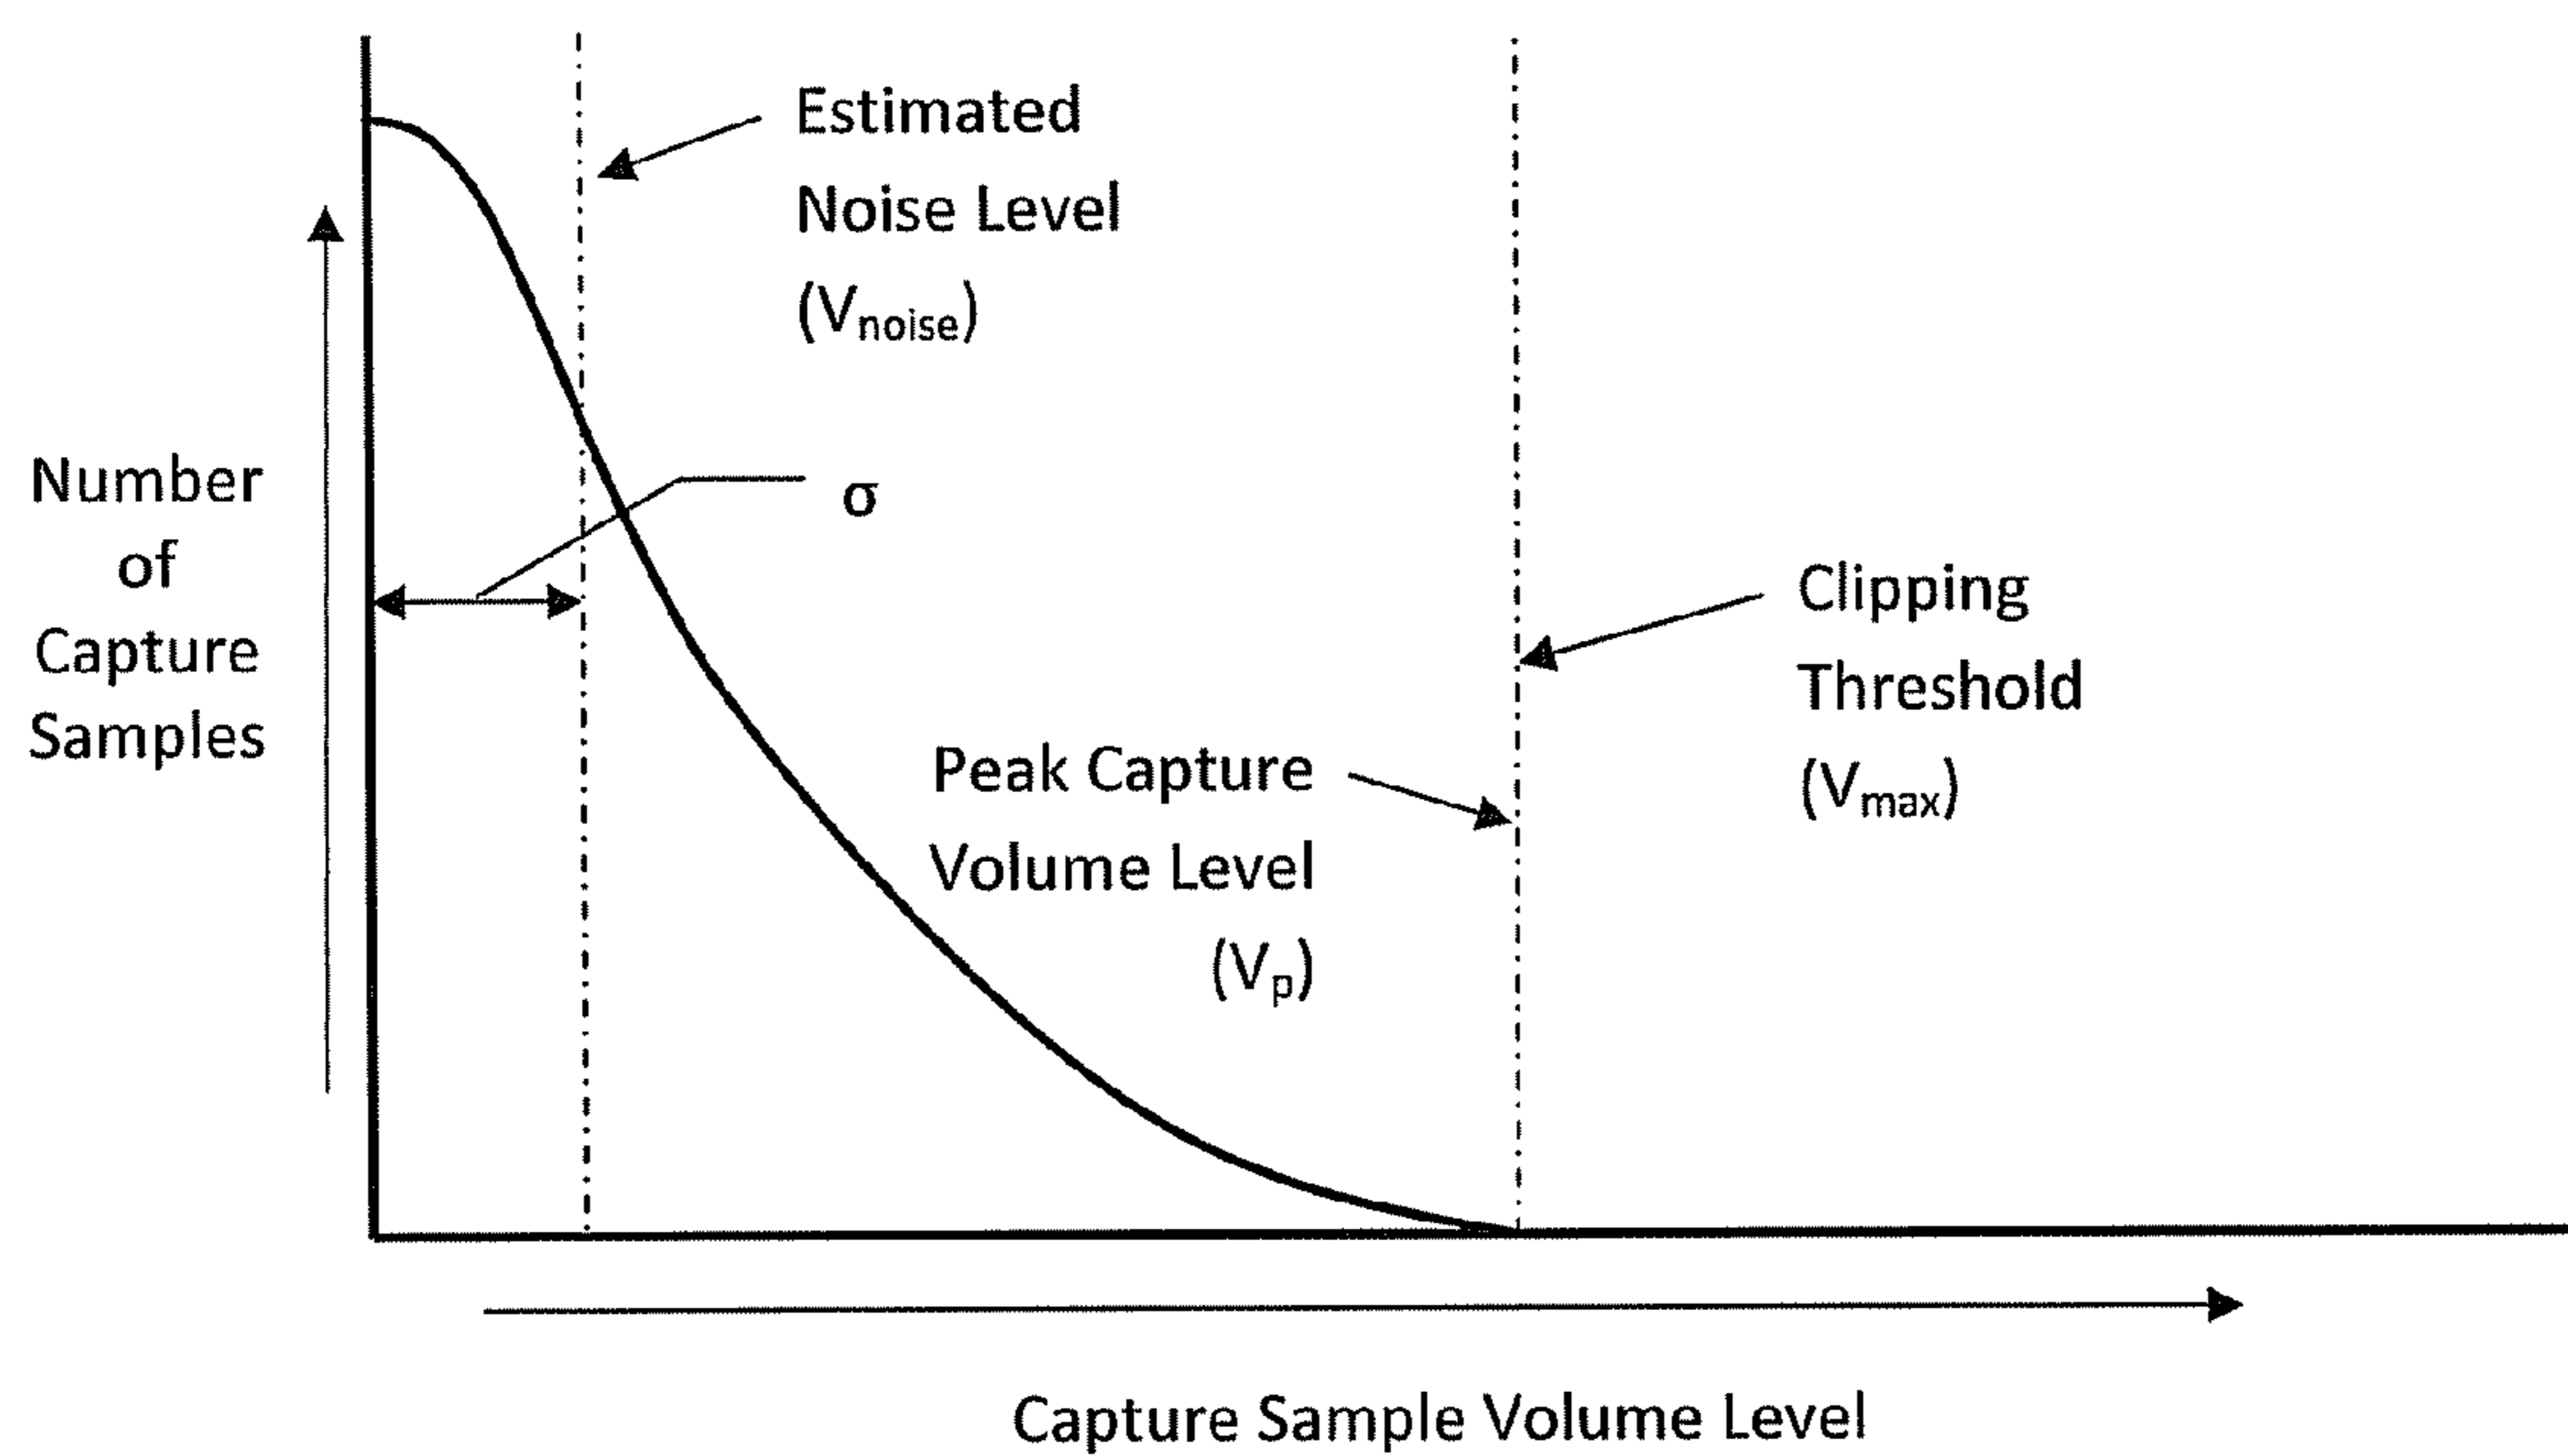 Estimated
Noise Level
(Vnoise)
σ
Number
of
Capture
Samples
Clipping
Threshold
(Vmax)
Peak Capture
Volume Level
(Vp)
Capture Sample Volume Level